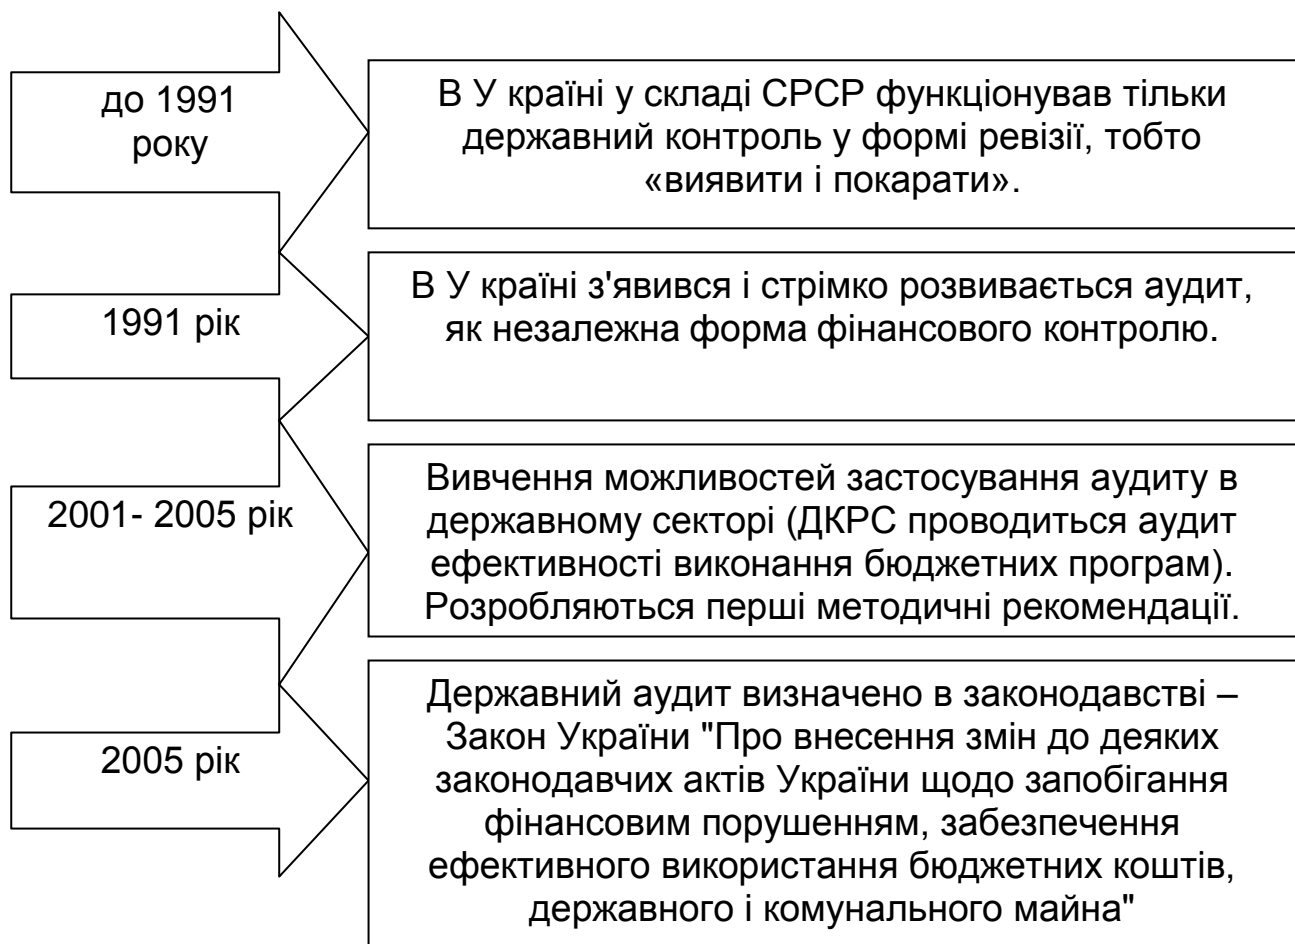 до 1991
року
В У країні у складі СРСР функціонував тільки
державний контроль у формі ревізії, тобто
«виявити і покарати».
1991 рік
В У країні з'явився і стрімко розвивається аудит,
як незалежна форма фінансового контролю.
2001- 2005 рік
Вивчення можливостей застосування аудиту в
державному секторі (ДКРС проводиться аудит
ефективності виконання бюджетних програм).
Розробляються перші методичні рекомендації.
2005 рік
Державний аудит визначено в законодавстві –
Закон України "Про внесення змін до деяких
законодавчих актів України щодо запобігання
фінансовим порушенням, забезпечення
ефективного використання бюджетних коштів,
державного і комунального майна"